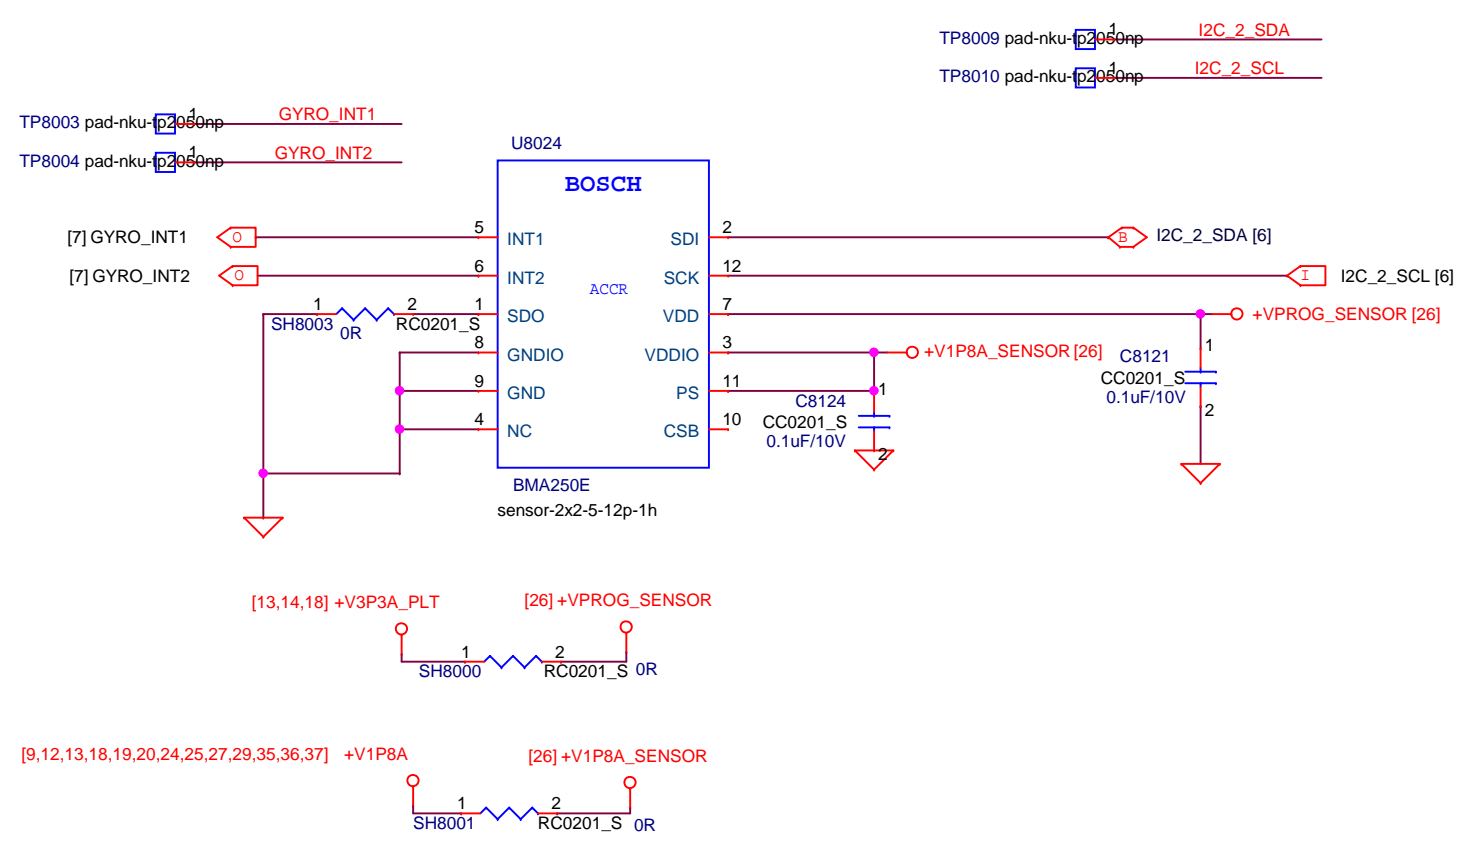 TP8009 pad-nku-tp2050np 1 I2C_2_SDA
TP8010 pad-nku-tp2050np 1 I2C_2_SCL
TP8003 pad-nku-tp2050np 1 GYRO_INT1
TP8004 pad-nku-tp2050np 1 GYRO_INT2
U8024
BOSCH
[7] GYRO_INT1 O 5 INT1 SDI 2 B I2C_2_SDA [6]
[7] GYRO_INT2 O 6 INT2 SCK 12 I I2C_2_SCL [6]
ACCR
1 2 1 SDO VDD 7 +VPROG_SENSOR [26]
SH8003 0R RC0201_S
8 GNDIO VDDIO 3 +V1P8A_SENSOR [26]
1
C8121
CC0201_S
0.1uF/10V
2
9 GND PS 11
1
C8124
CC0201_S
0.1uF/10V
2
4 NC CSB 10
BMA250E
sensor-2x2-5-12p-1h
[13,14,18] +V3P3A_PLT [26] +VPROG_SENSOR
1 2
SH8000 RC0201_S 0R
[9,12,13,18,19,20,24,25,27,29,35,36,37] +V1P8A [26] +V1P8A_SENSOR
1 2
SH8001 RC0201_S 0R